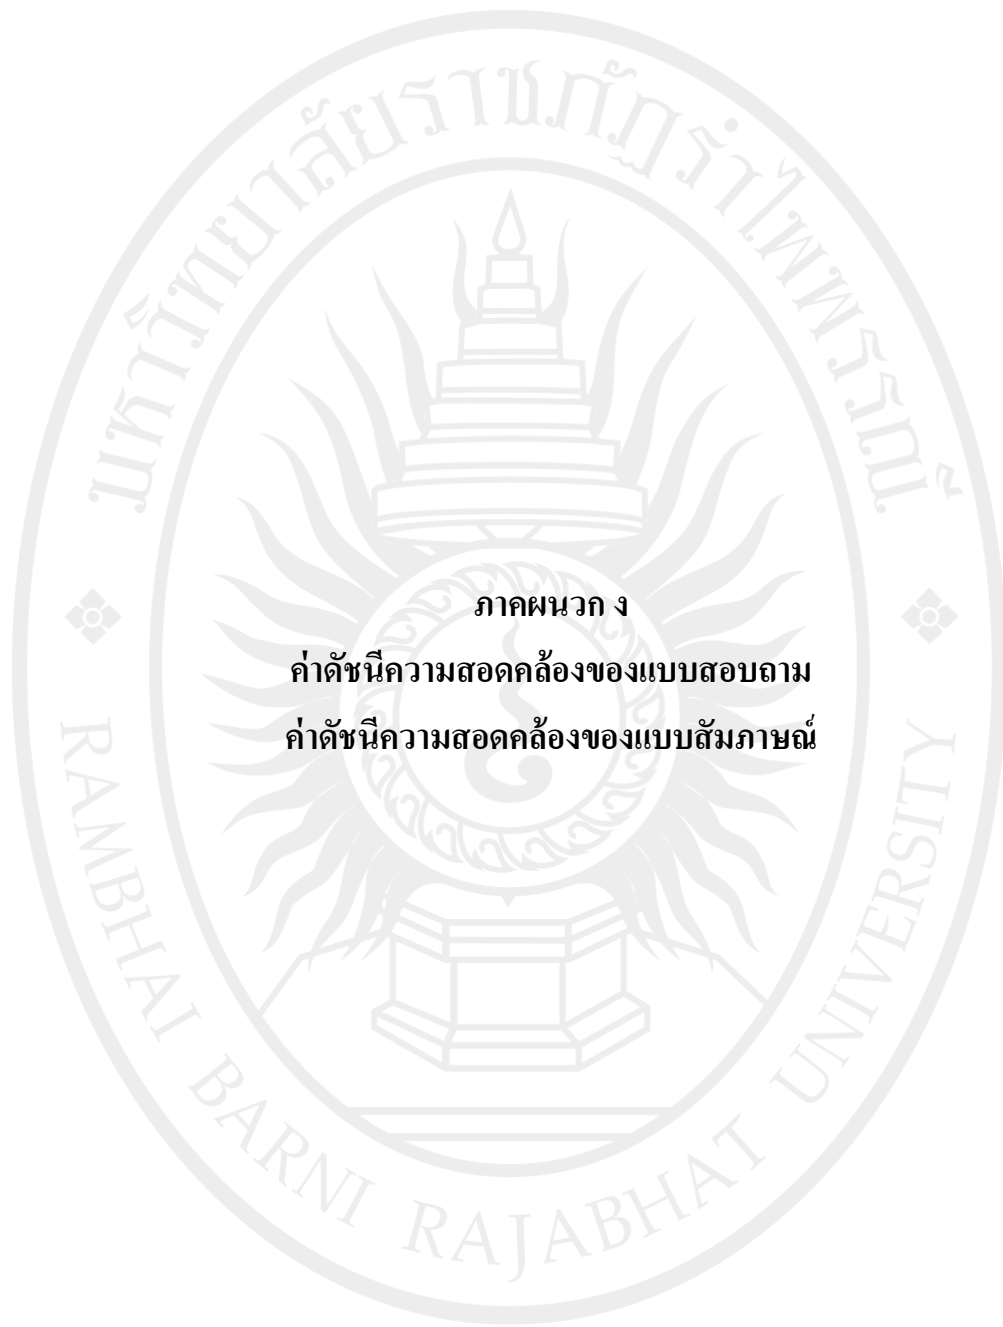 มหาวิทยาลัยราชภัฏรำไพพรรณี
ภาคผนวก ง
ค่าดัชนีความสอดคล้องของแบบสอบถาม
ค่าดัชนีความสอดคล้องของแบบสัมภาษณ์
RAMBHAI BARNI RAJABHAT UNIVERSITY